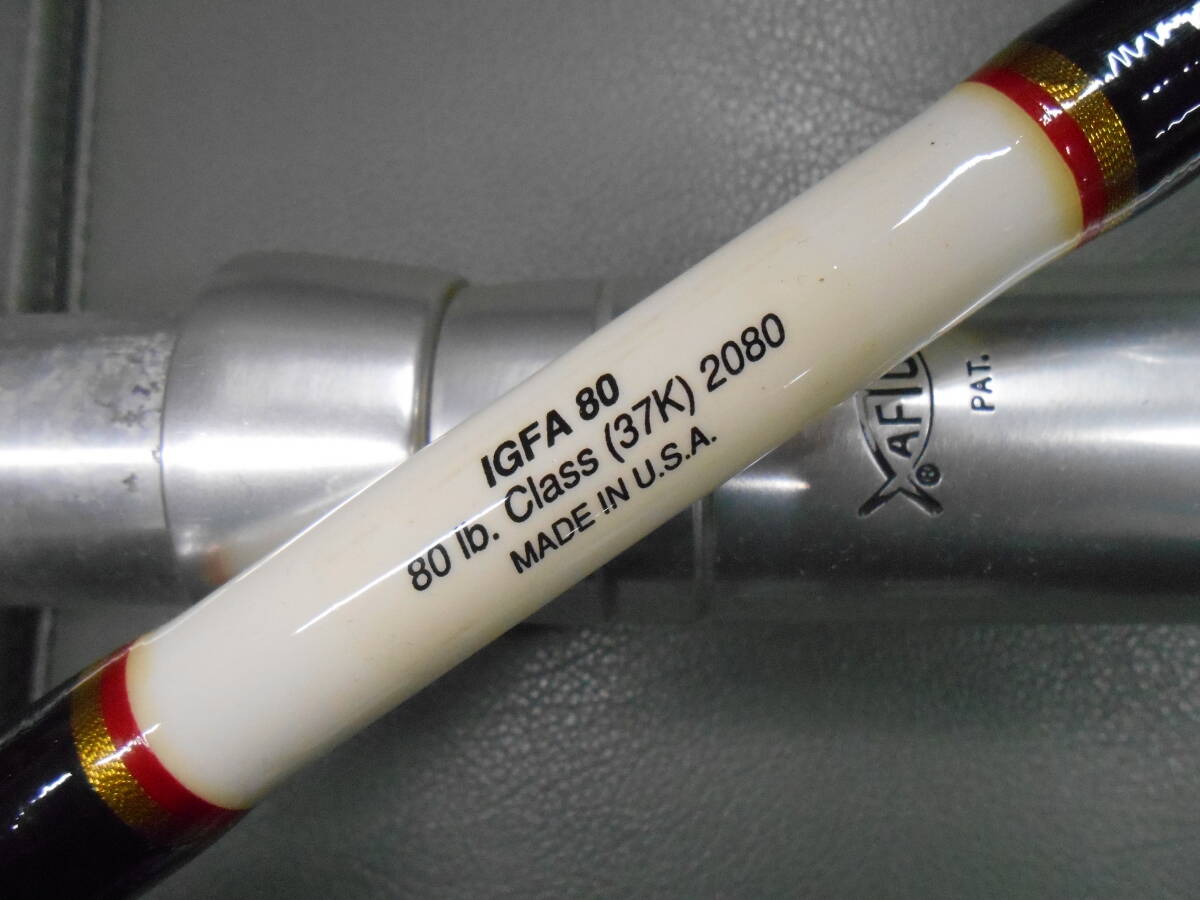 IGFA 80
80 lb. Class (37K) 2080
MADE IN U.S.A.
PAT.